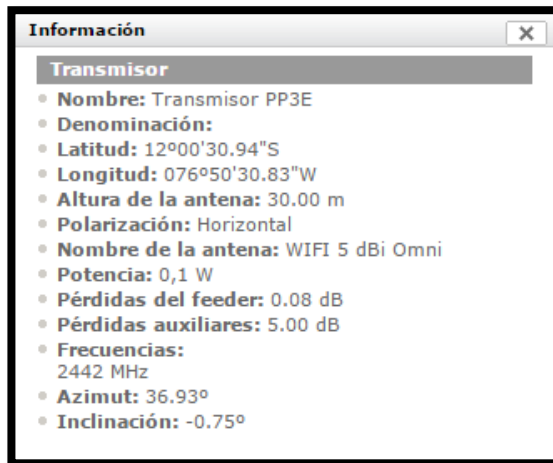 Información
Transmisor
Nombre: Transmisor PP3E
Denominación:
Latitud: 12º00'30.94"S
Longitud: 076º50'30.83"W
Altura de la antena: 30.00 m
Polarización: Horizontal
Nombre de la antena: WIFI 5 dBi Omni
Potencia: 0,1 W
Pérdidas del feeder: 0.08 dB
Pérdidas auxiliares: 5.00 dB
Frecuencias:
2442 MHz
Azimut: 36.93º
Inclinación: -0.75º